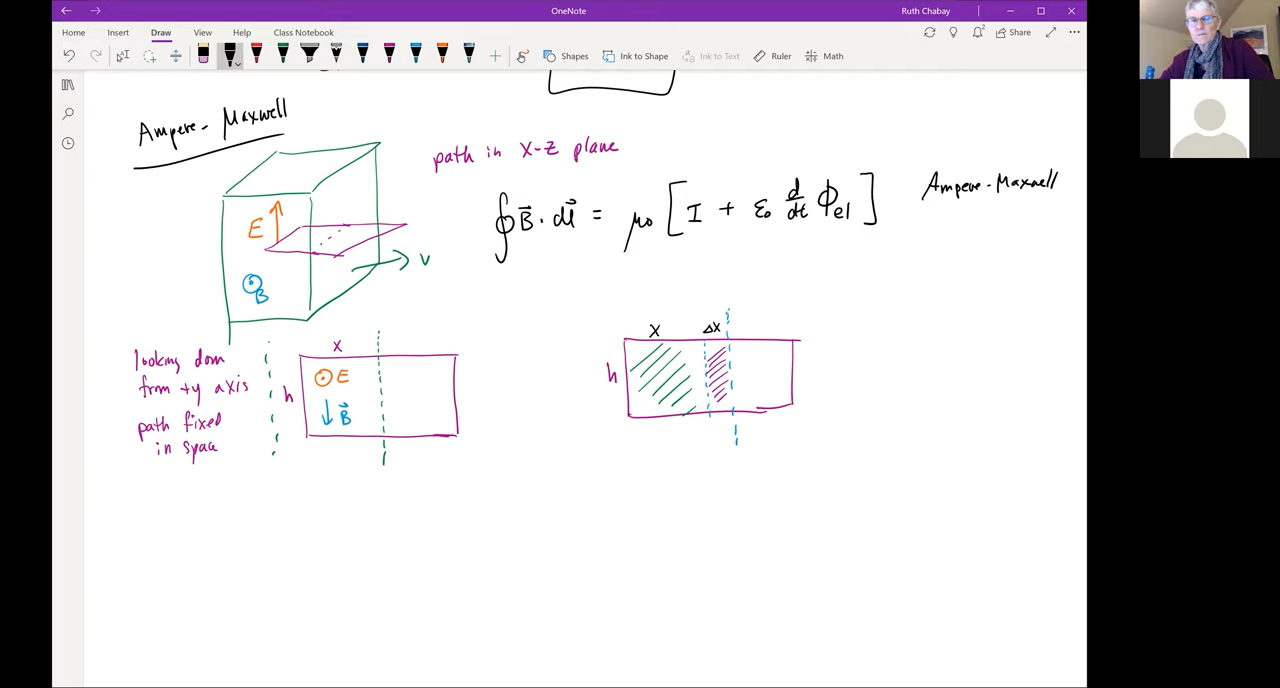 OneNote
Ruth Chabay
Home Insert Draw View Help Class Notebook
Share
Shapes Ink to Shape Ink to Text Ruler Math
Ampere-Maxwell
path in x-z plane
∮ B⃗ · dl⃗ = μ₀ [ I + ε₀ d/dt Φel ]
Ampere-Maxwell
E
B
v
looking down
from +y axis
path fixed
in space
x
h
E
B⃗
x Δx
h